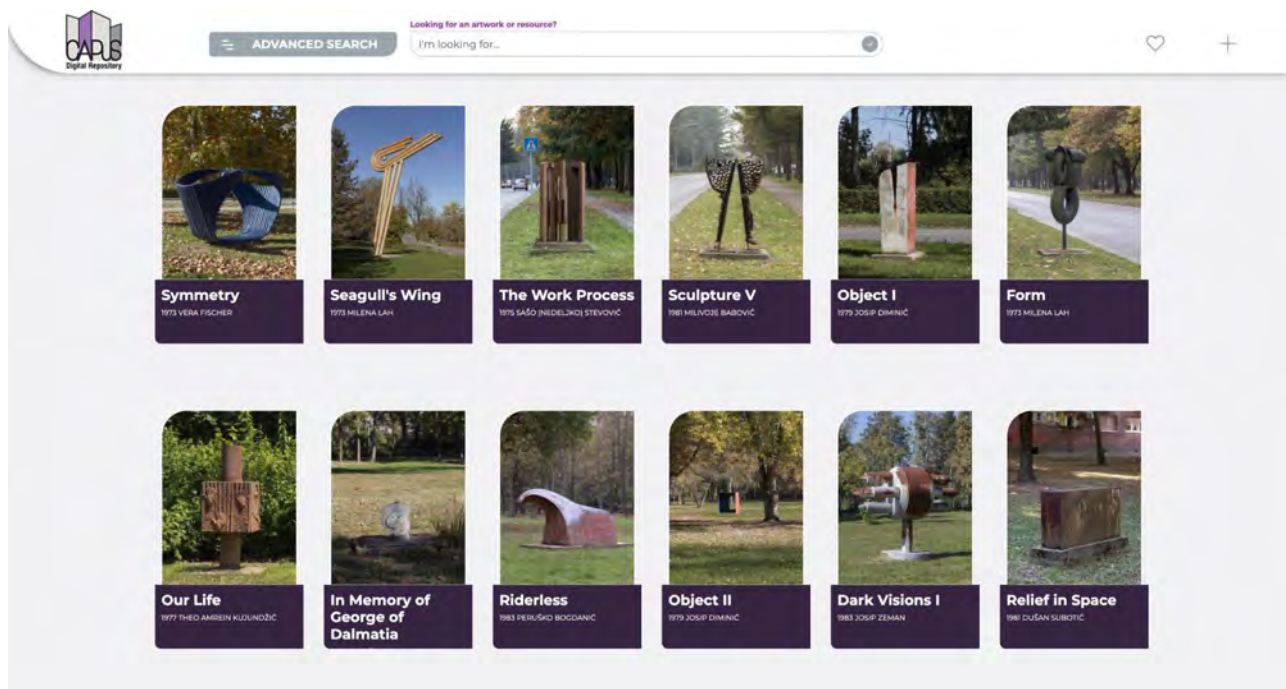 Looking for an artwork or resource?
CAPUS
Digital Repository
ADVANCED SEARCH
I'm looking for...
Symmetry
1973 VERA FISCHER
Seagull's Wing
1973 MILENA LAH
The Work Process
1975 SAŠO (NEDELJKO) STEVOVIĆ
Sculpture V
1981 MILIVOJE BABOVIĆ
Object I
1979 JOSIP DIMINIĆ
Form
1973 MILENA LAH
Our Life
1977 THEO AMREIN KUJUNDŽIĆ
In Memory of
George of
Dalmatia
Riderless
1983 PERUŠKO BOGDANIĆ
Object II
1979 JOSIP DIMINIĆ
Dark Visions I
1983 JOSIP ZEMAN
Relief in Space
1981 DUŠAN SUBOTIĆ